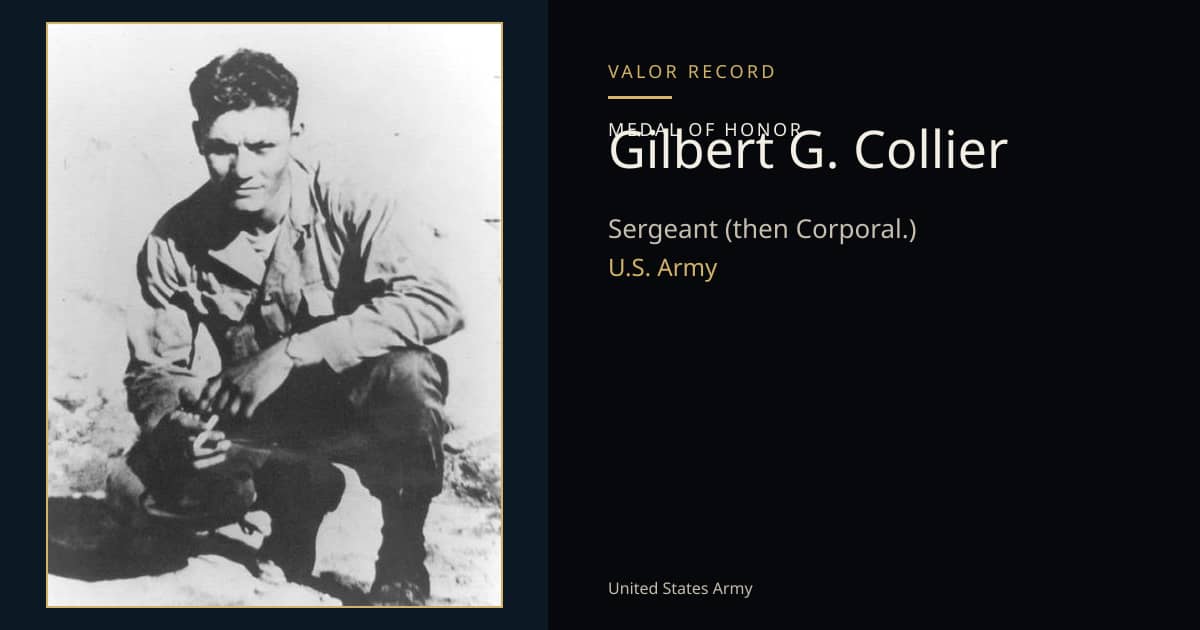 VALOR RECORD
MEDAL OF HONOR
Gilbert G. Collier
Sergeant (then Corporal.)
U.S. Army
United States Army